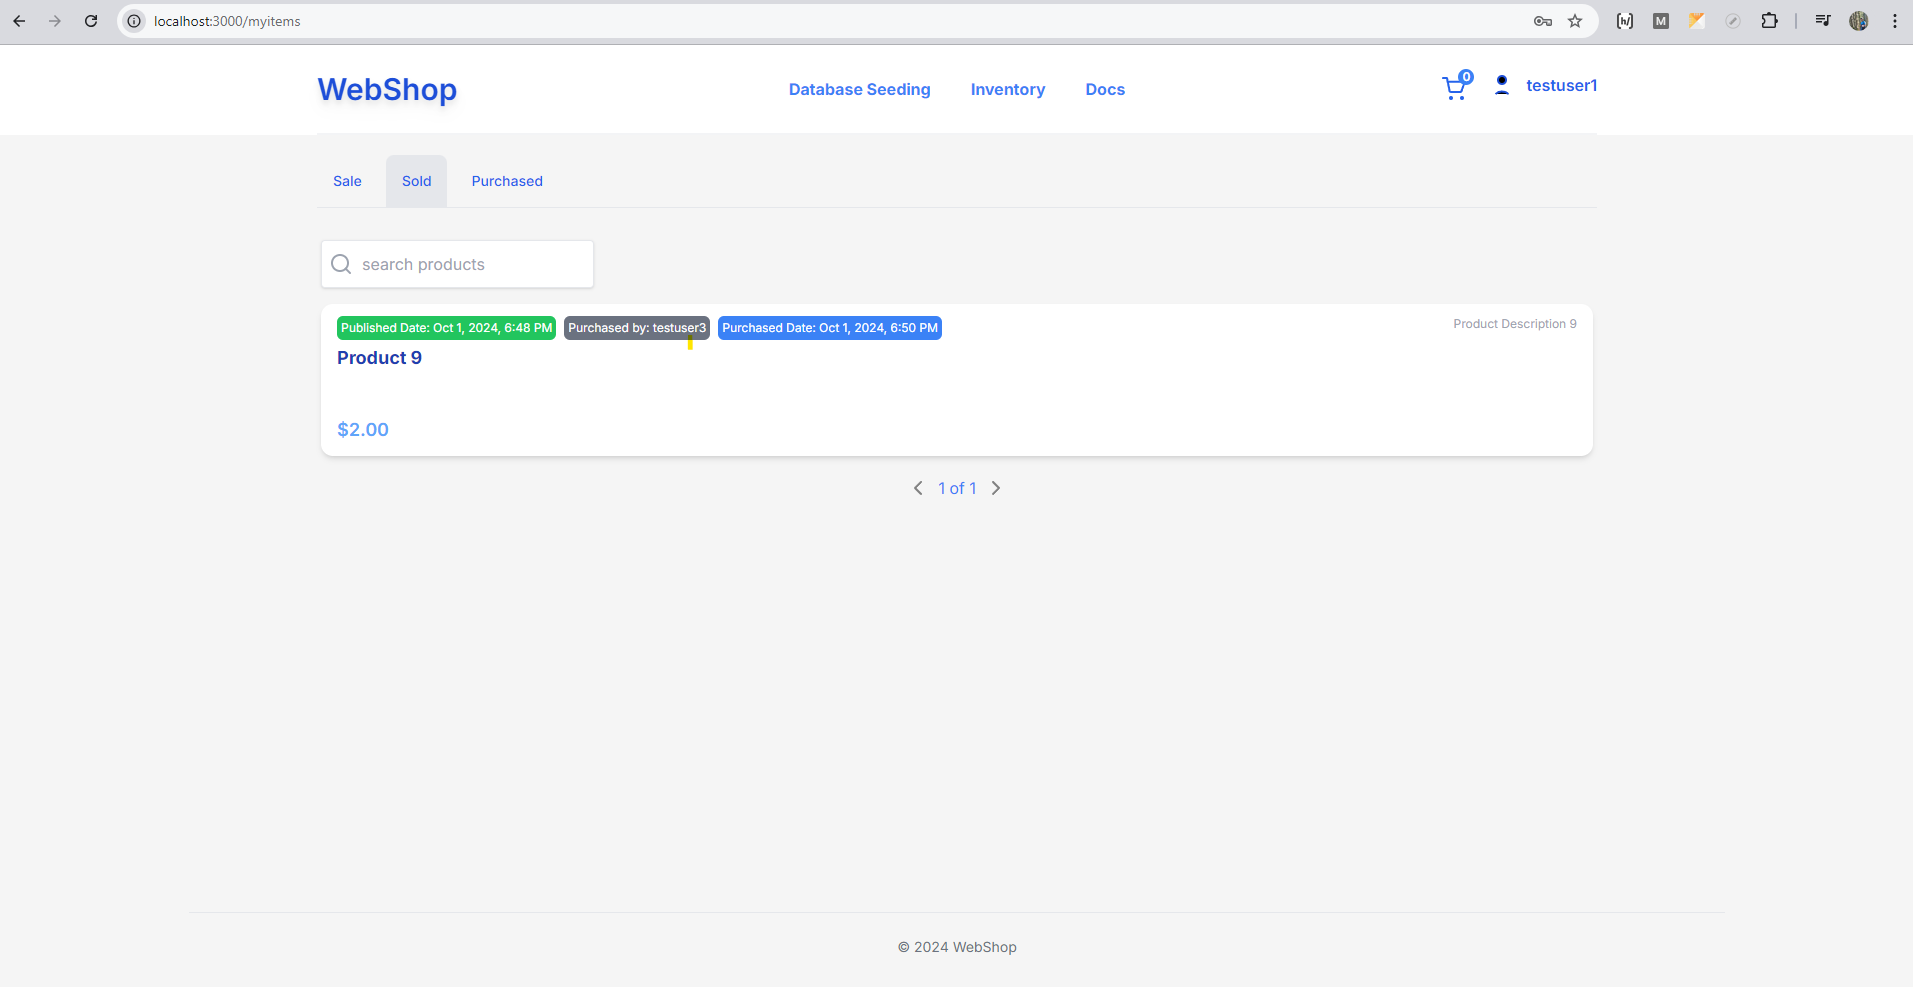 localhost:3000/myitems
WebShop
Database Seeding
Inventory
Docs
0
testuser1
Sale
Sold
Purchased
search products
Published Date: Oct 1, 2024, 6:48 PM
Purchased by: testuser3
Purchased Date: Oct 1, 2024, 6:50 PM
Product Description 9
Product 9
$2.00
1 of 1
© 2024 WebShop